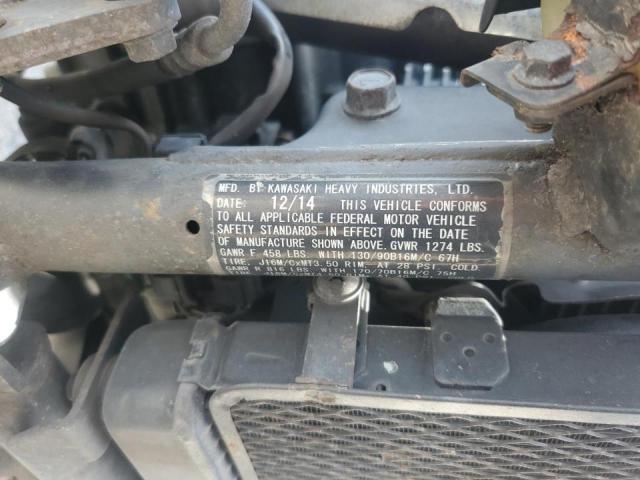 MFD. BY KAWASAKI HEAVY INDUSTRIES, LTD.
DATE: 12/14 THIS VEHICLE CONFORMS
TO ALL APPLICABLE FEDERAL MOTOR VEHICLE
SAFETY STANDARDS IN EFFECT ON THE DATE
OF MANUFACTURE SHOWN ABOVE. GVWR 1274 LBS.
GAWR F. 458 LBS. WITH 130/90B16M/C 67H
TIRE, J16M/CxMT3.50 RIM, AT 28 PSI COLD.
GAWR R 816 LBS. WITH 170/70B16M/C 75H
TIRE